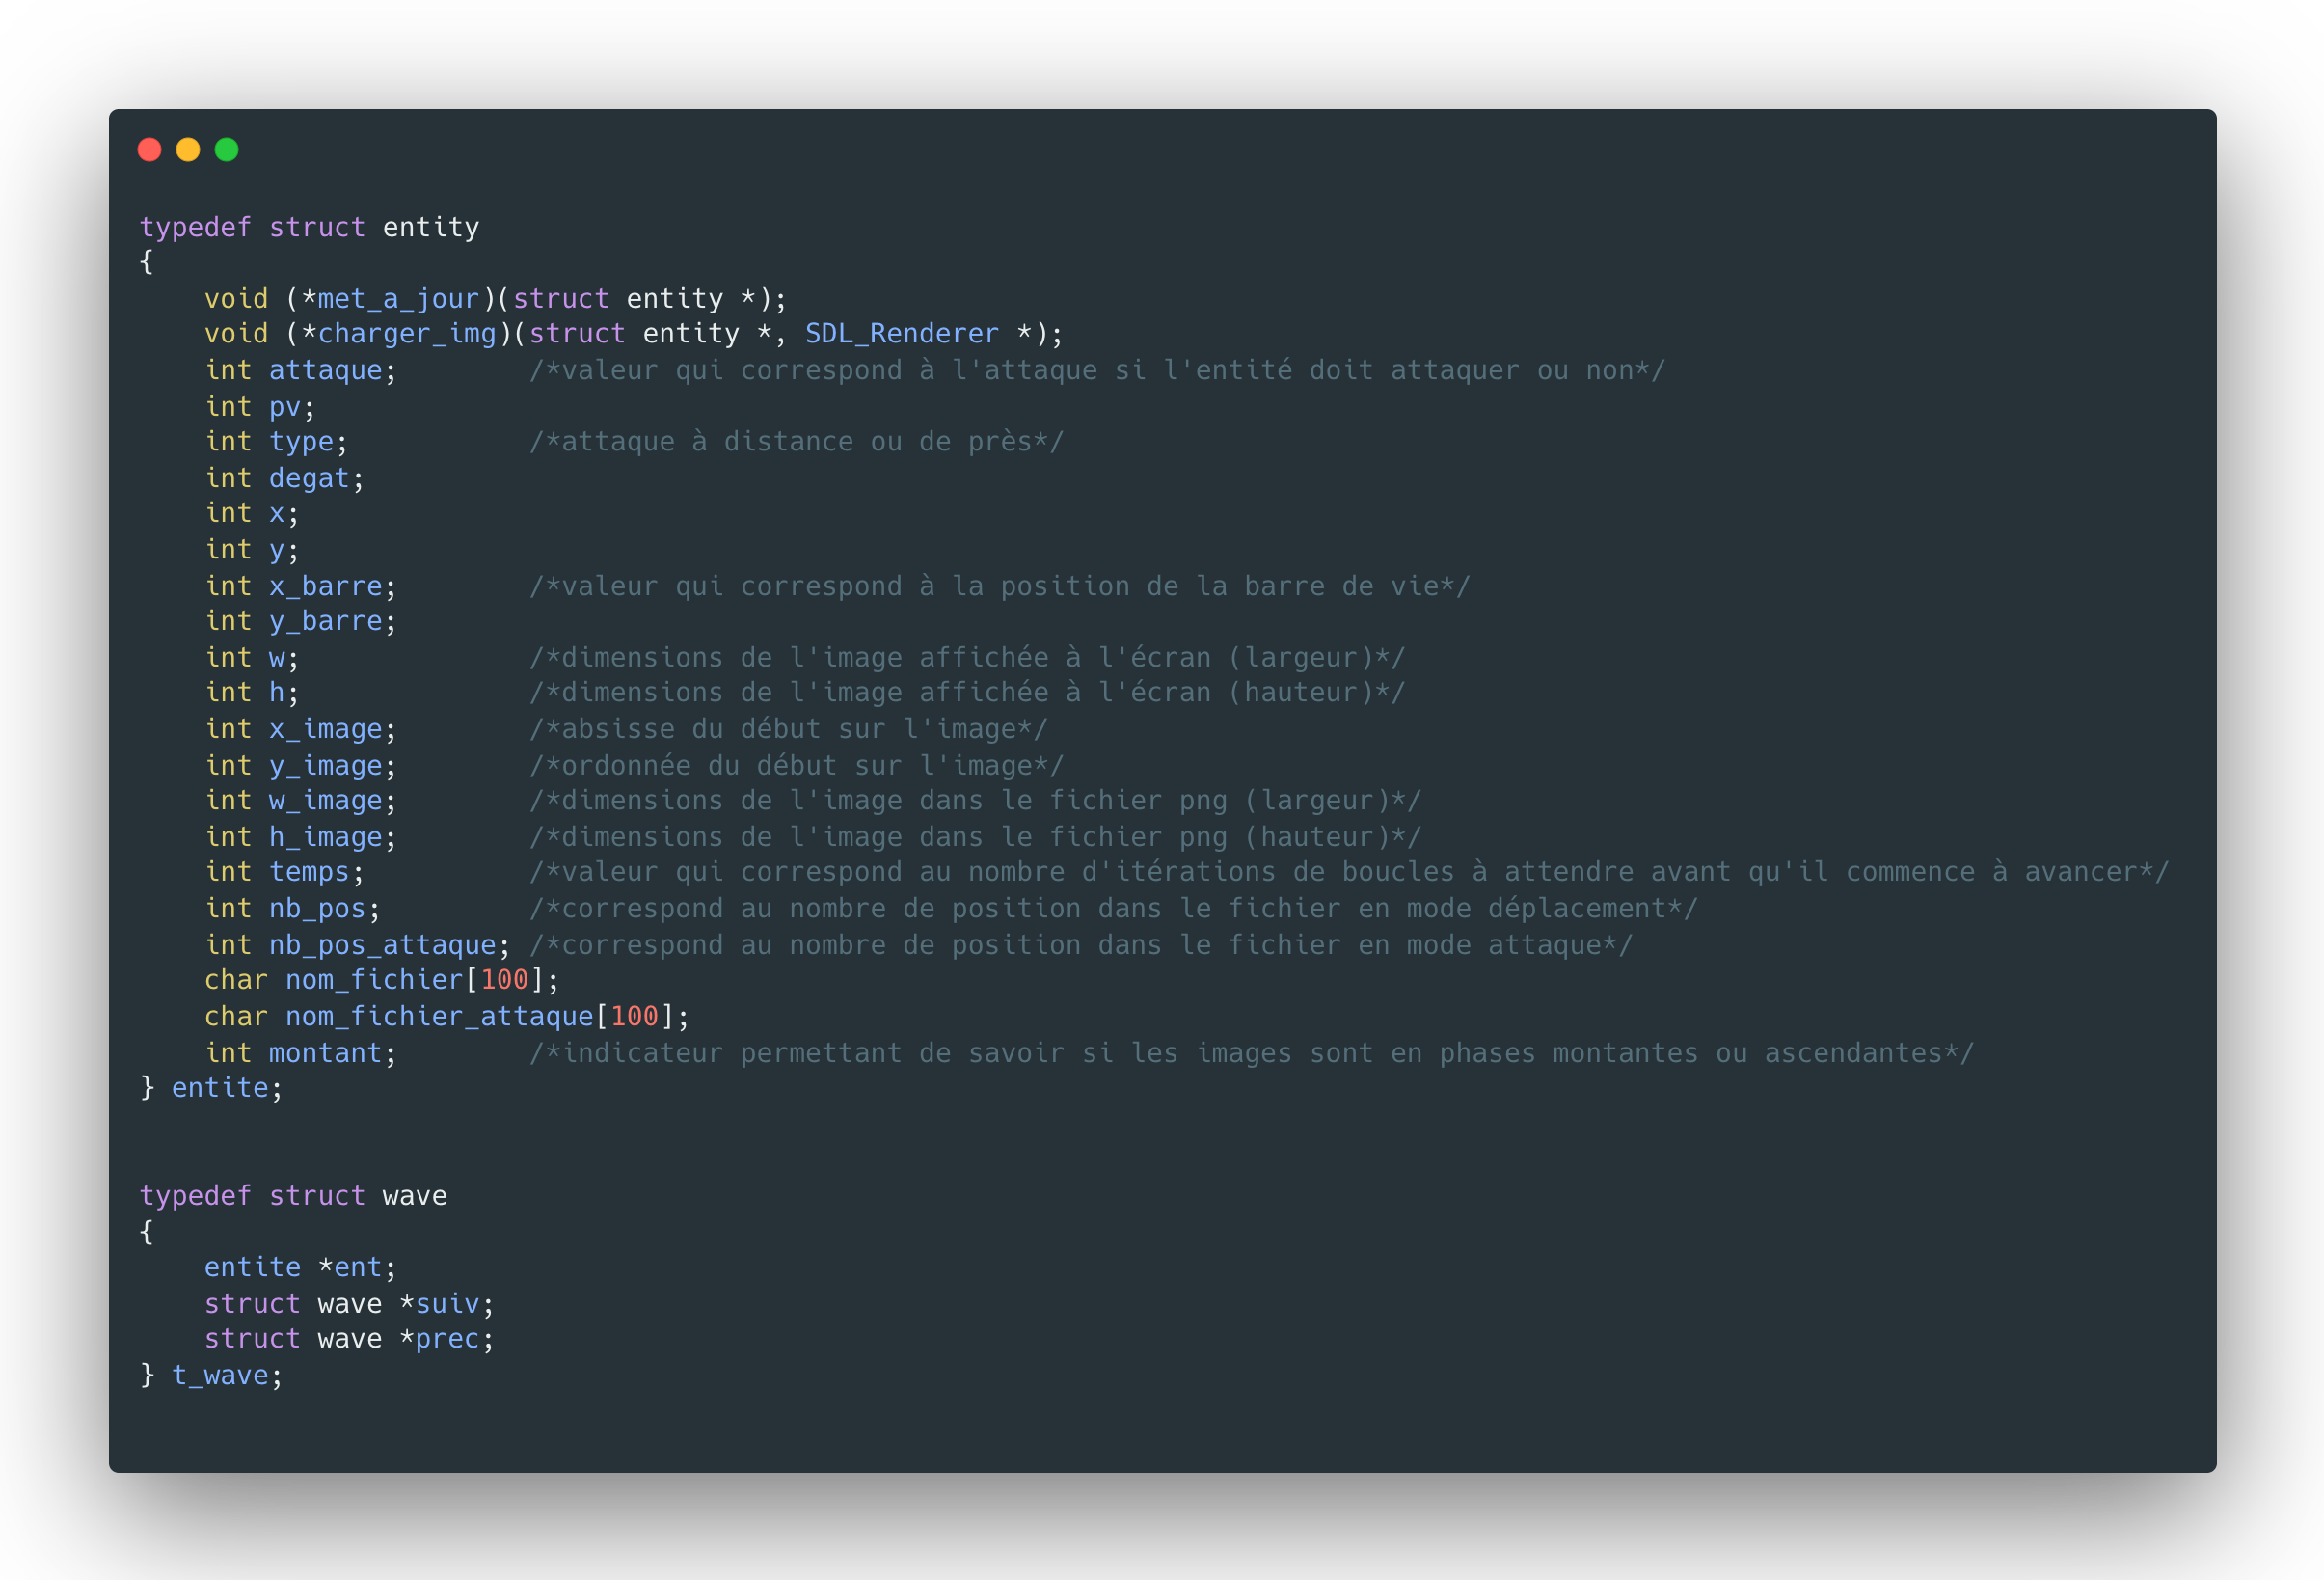 typedef struct entity
{
    void (*met_a_jour)(struct entity *);
    void (*charger_img)(struct entity *, SDL_Renderer *);
    int attaque;        /*valeur qui correspond à l'attaque si l'entité doit attaquer ou non*/
    int pv;
    int type;           /*attaque à distance ou de près*/
    int degat;
    int x;
    int y;
    int x_barre;        /*valeur qui correspond à la position de la barre de vie*/
    int y_barre;
    int w;              /*dimensions de l'image affichée à l'écran (largeur)*/
    int h;              /*dimensions de l'image affichée à l'écran (hauteur)*/
    int x_image;        /*absisse du début sur l'image*/
    int y_image;        /*ordonnée du début sur l'image*/
    int w_image;        /*dimensions de l'image dans le fichier png (largeur)*/
    int h_image;        /*dimensions de l'image dans le fichier png (hauteur)*/
    int temps;          /*valeur qui correspond au nombre d'itérations de boucles à attendre avant qu'il commence à avancer*/
    int nb_pos;         /*correspond au nombre de position dans le fichier en mode déplacement*/
    int nb_pos_attaque; /*correspond au nombre de position dans le fichier en mode attaque*/
    char nom_fichier[100];
    char nom_fichier_attaque[100];
    int montant;        /*indicateur permettant de savoir si les images sont en phases montantes ou ascendantes*/
} entite;
typedef struct wave
{
    entite *ent;
    struct wave *suiv;
    struct wave *prec;
} t_wave;